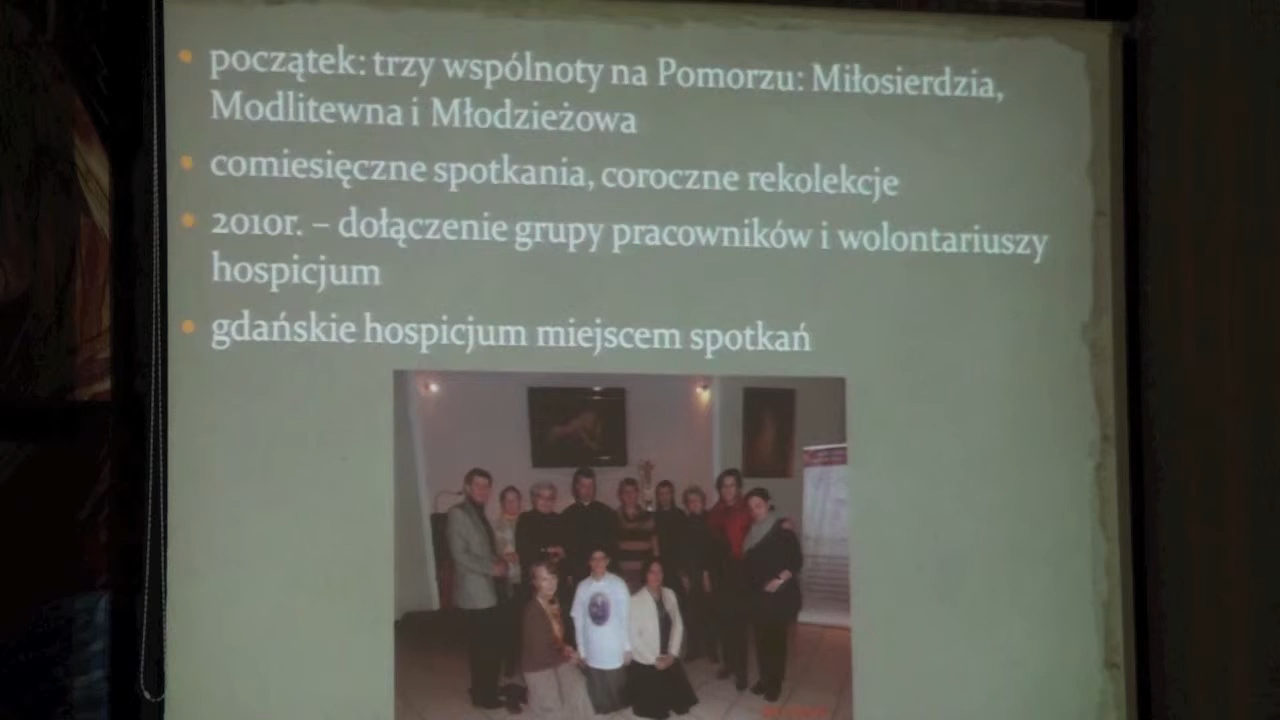 • początek: trzy wspólnoty na Pomorzu: Miłosierdzia,
Modlitewna i Młodzieżowa
• comiesięczne spotkania, coroczne rekolekcje
• 2010r. – dołączenie grupy pracowników i wolontariuszy
hospicjum
• gdańskie hospicjum miejscem spotkań